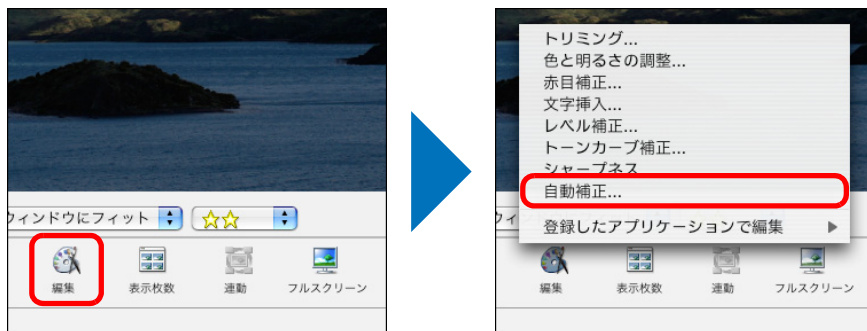 ウィンドウにフィット
編集
表示枚数
連動
フルスクリーン
トリミング...
色と明るさの調整...
赤目補正...
文字挿入...
レベル補正...
トーンカーブ補正...
シャープネス
自動補正...
登録したアプリケーションで編集
ウィ
編集
表示枚数
連動
フルスクリーン